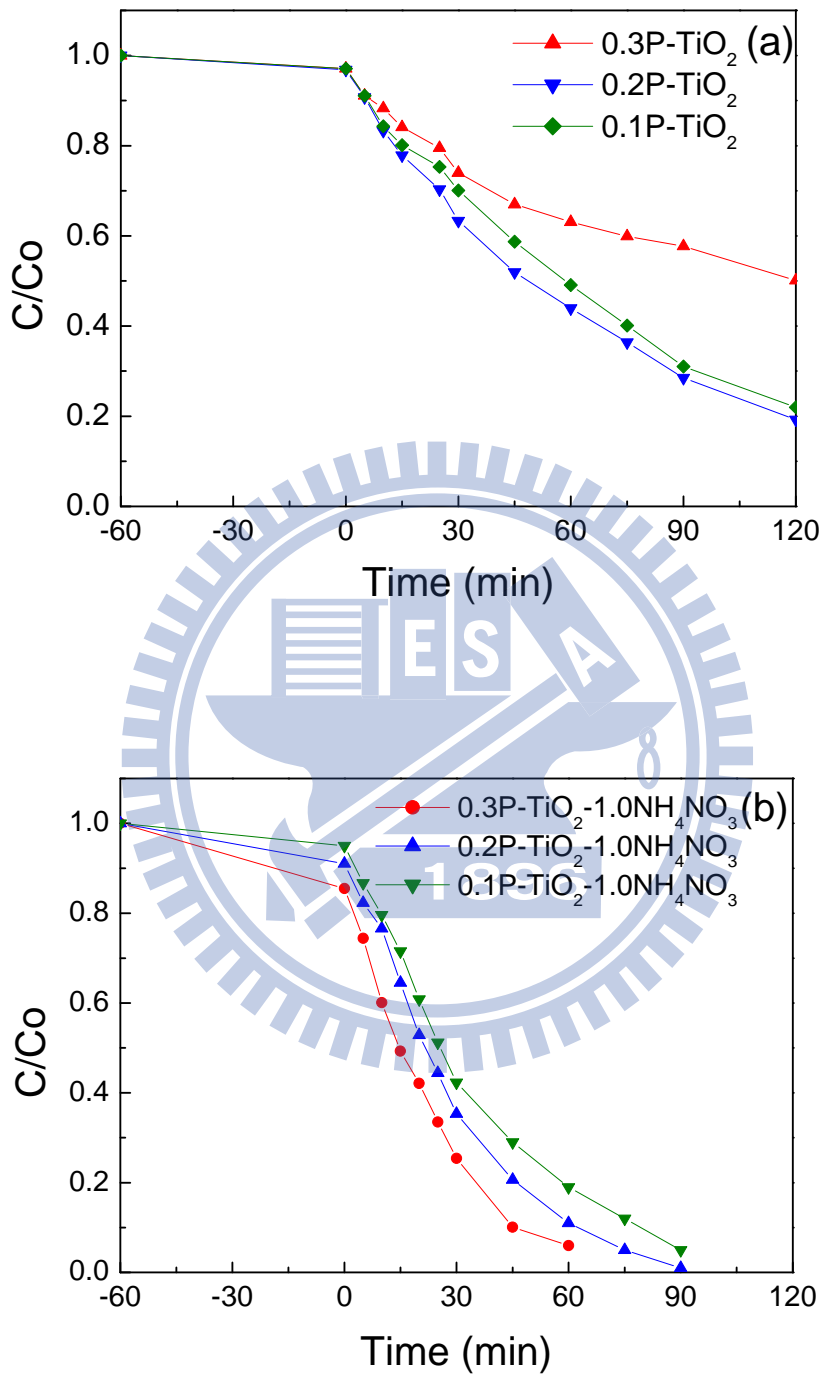 1.0
0.8
0.6
0.4
0.2
0.0
C/Co
0.3P-TiO₂ (a)
0.2P-TiO₂
0.1P-TiO₂
-60 -30 0 30 60 90 120
Time (min)
E S A
1.0
0.8
0.6
0.4
0.2
0.0
C/Co
0.3P-TiO₂-1.0NH₄NO₃ (b)
0.2P-TiO₂-1.0NH₄NO₃
0.1P-TiO₂-1.0NH₄NO₃
1896
-60 -30 0 30 60 90 120
Time (min)